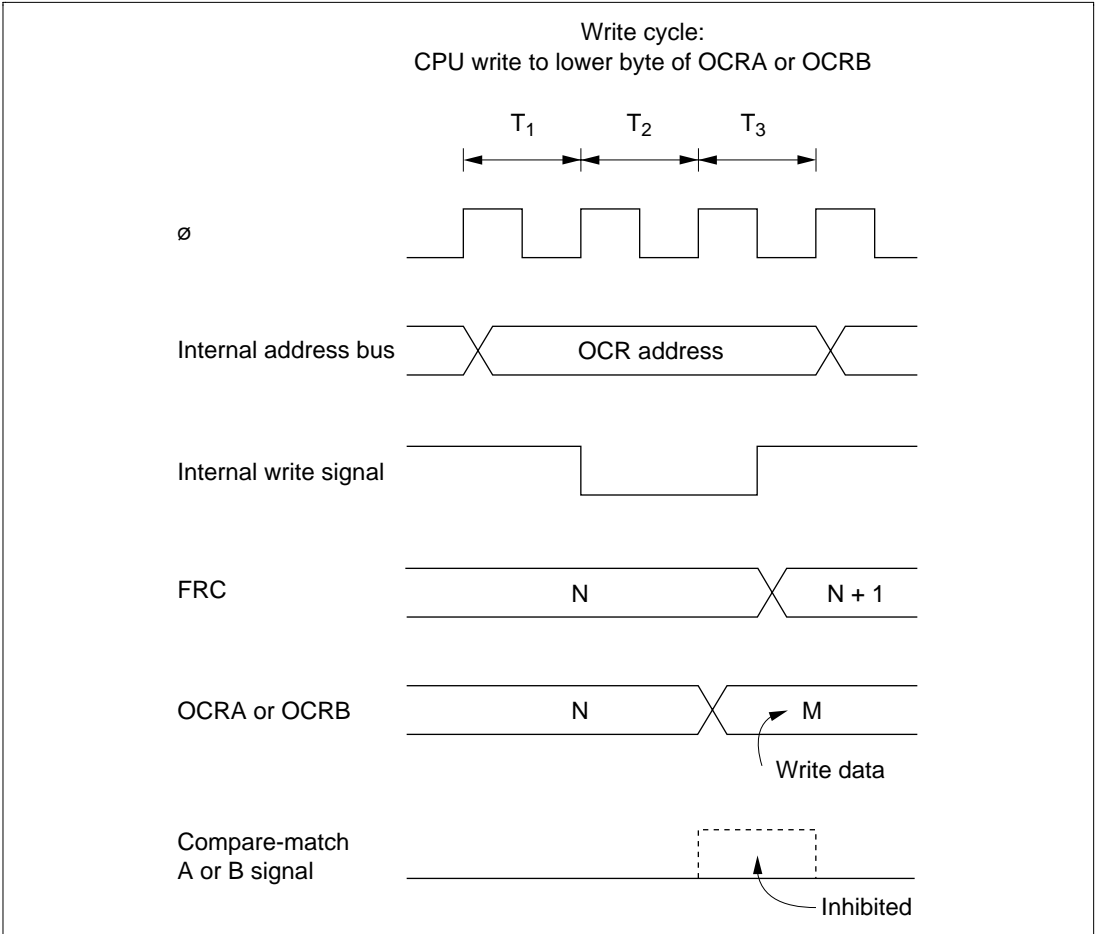 Write cycle:
CPU write to lower byte of OCRA or OCRB
T1 T2 T3
ø
Internal address bus
OCR address
Internal write signal
FRC
N
N + 1
OCRA or OCRB
N
M
Write data
Compare-match
A or B signal
Inhibited